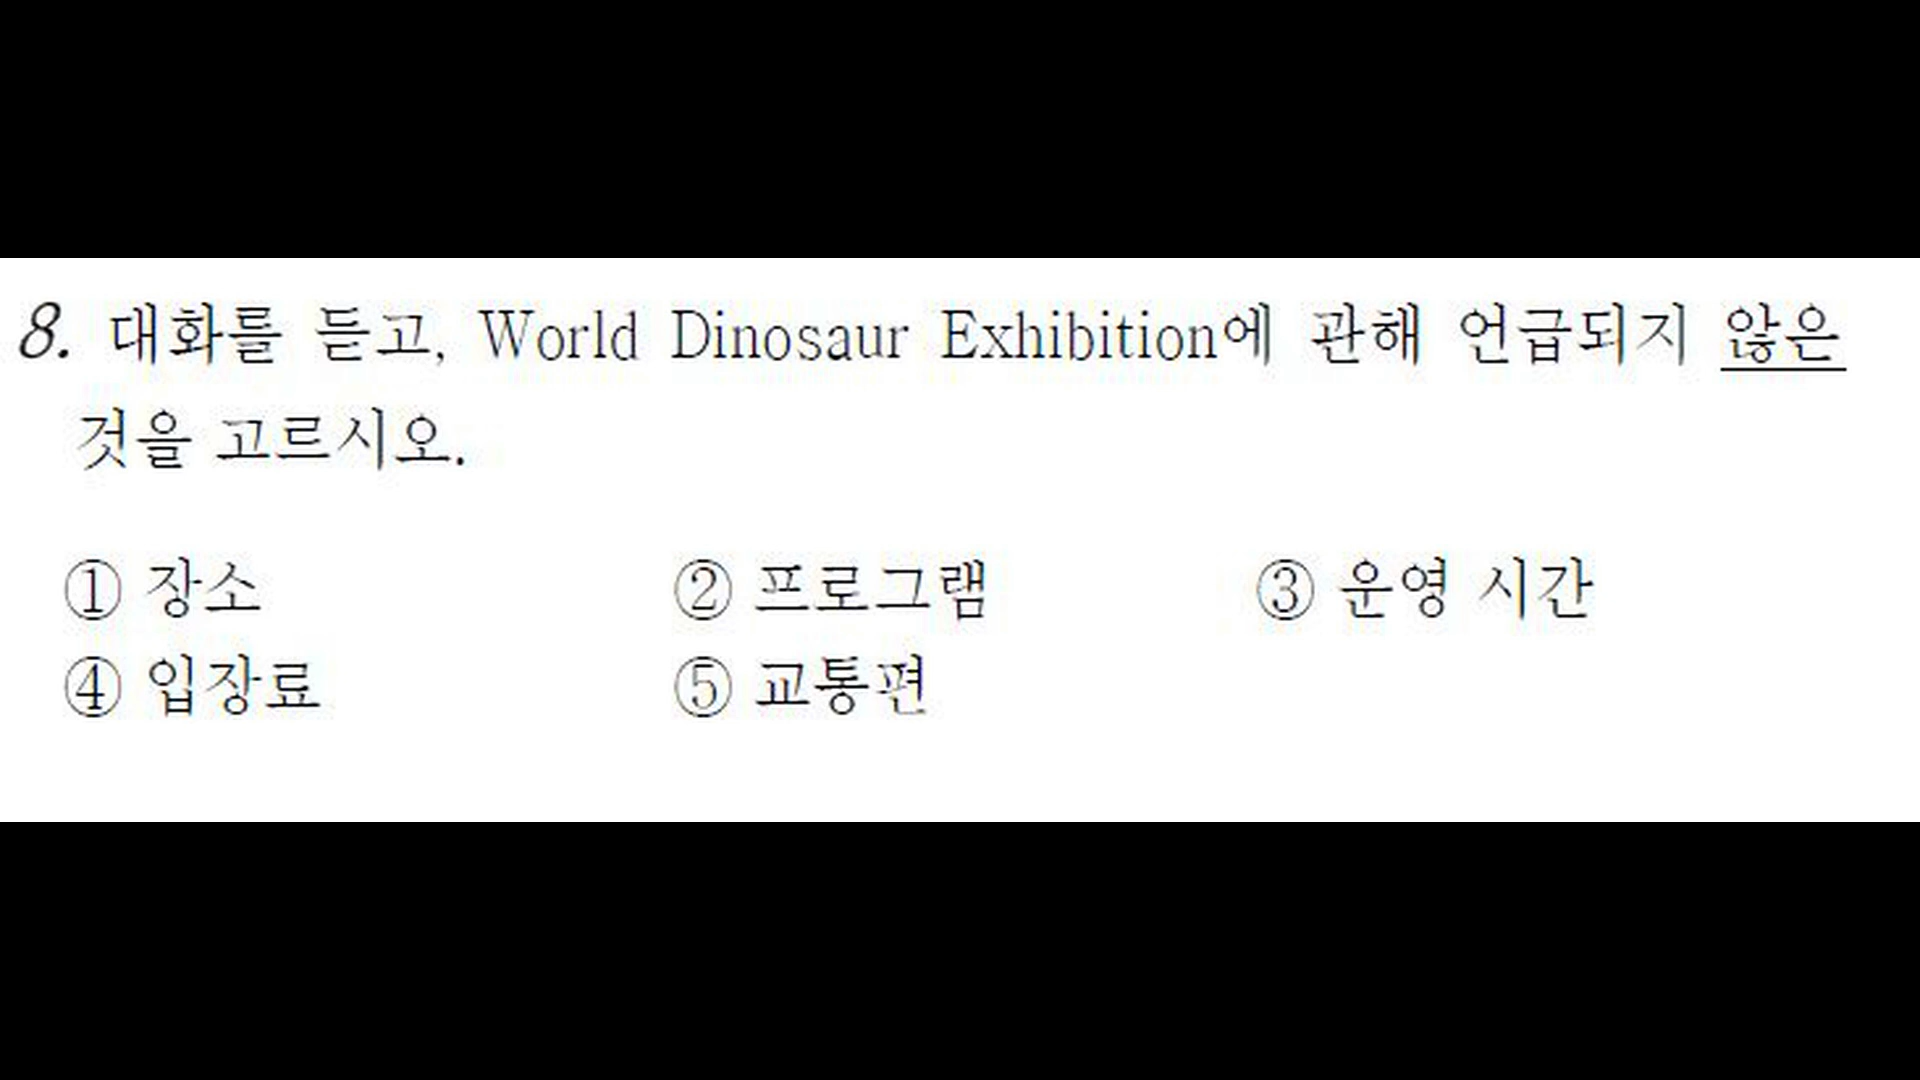 8. 대화를 듣고, World Dinosaur Exhibition에 관해 언급되지 않은
것을 고르시오.
① 장소 ② 프로그램 ③ 운영 시간
④ 입장료 ⑤ 교통편